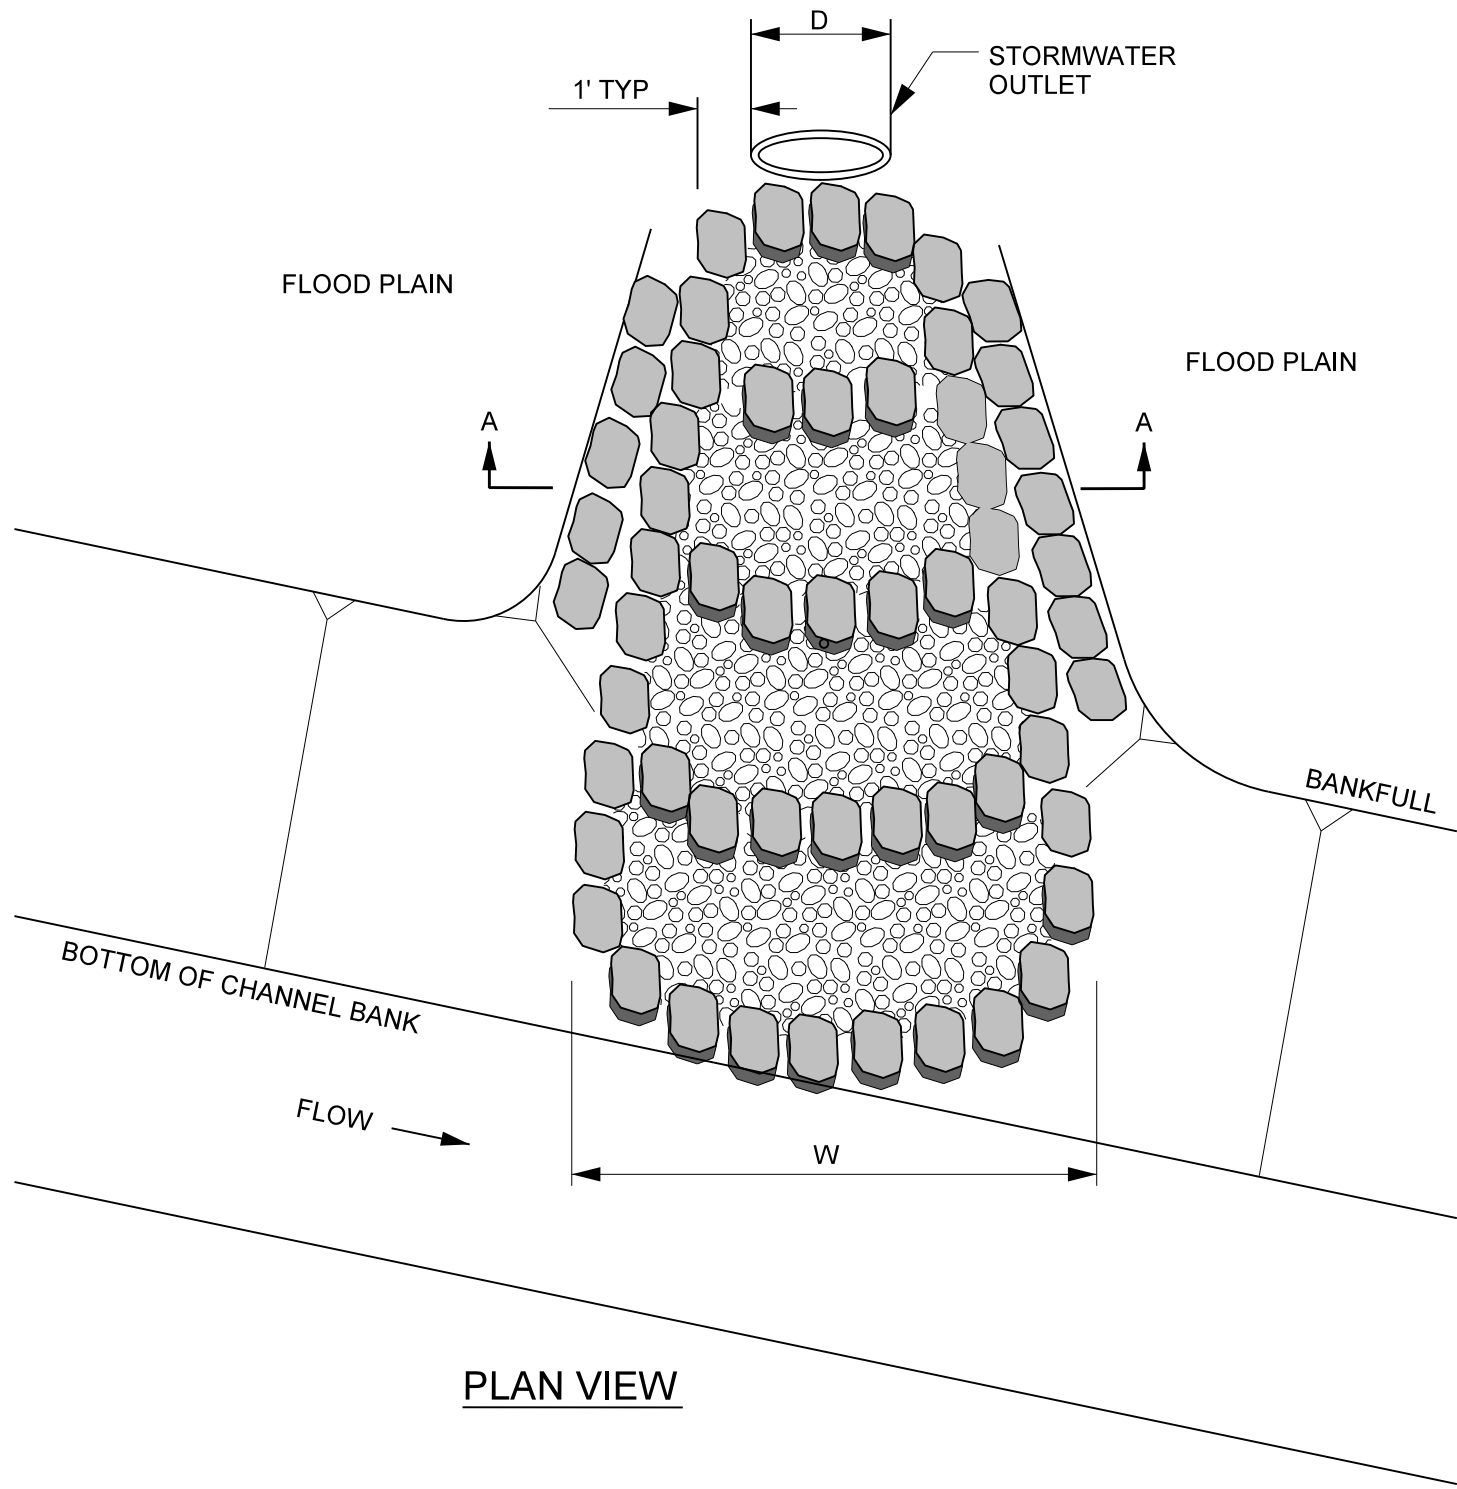 D
STORMWATER
OUTLET
1' TYP
FLOOD PLAIN
FLOOD PLAIN
A
A
BANKFULL
BOTTOM OF CHANNEL BANK
FLOW
W
PLAN VIEW